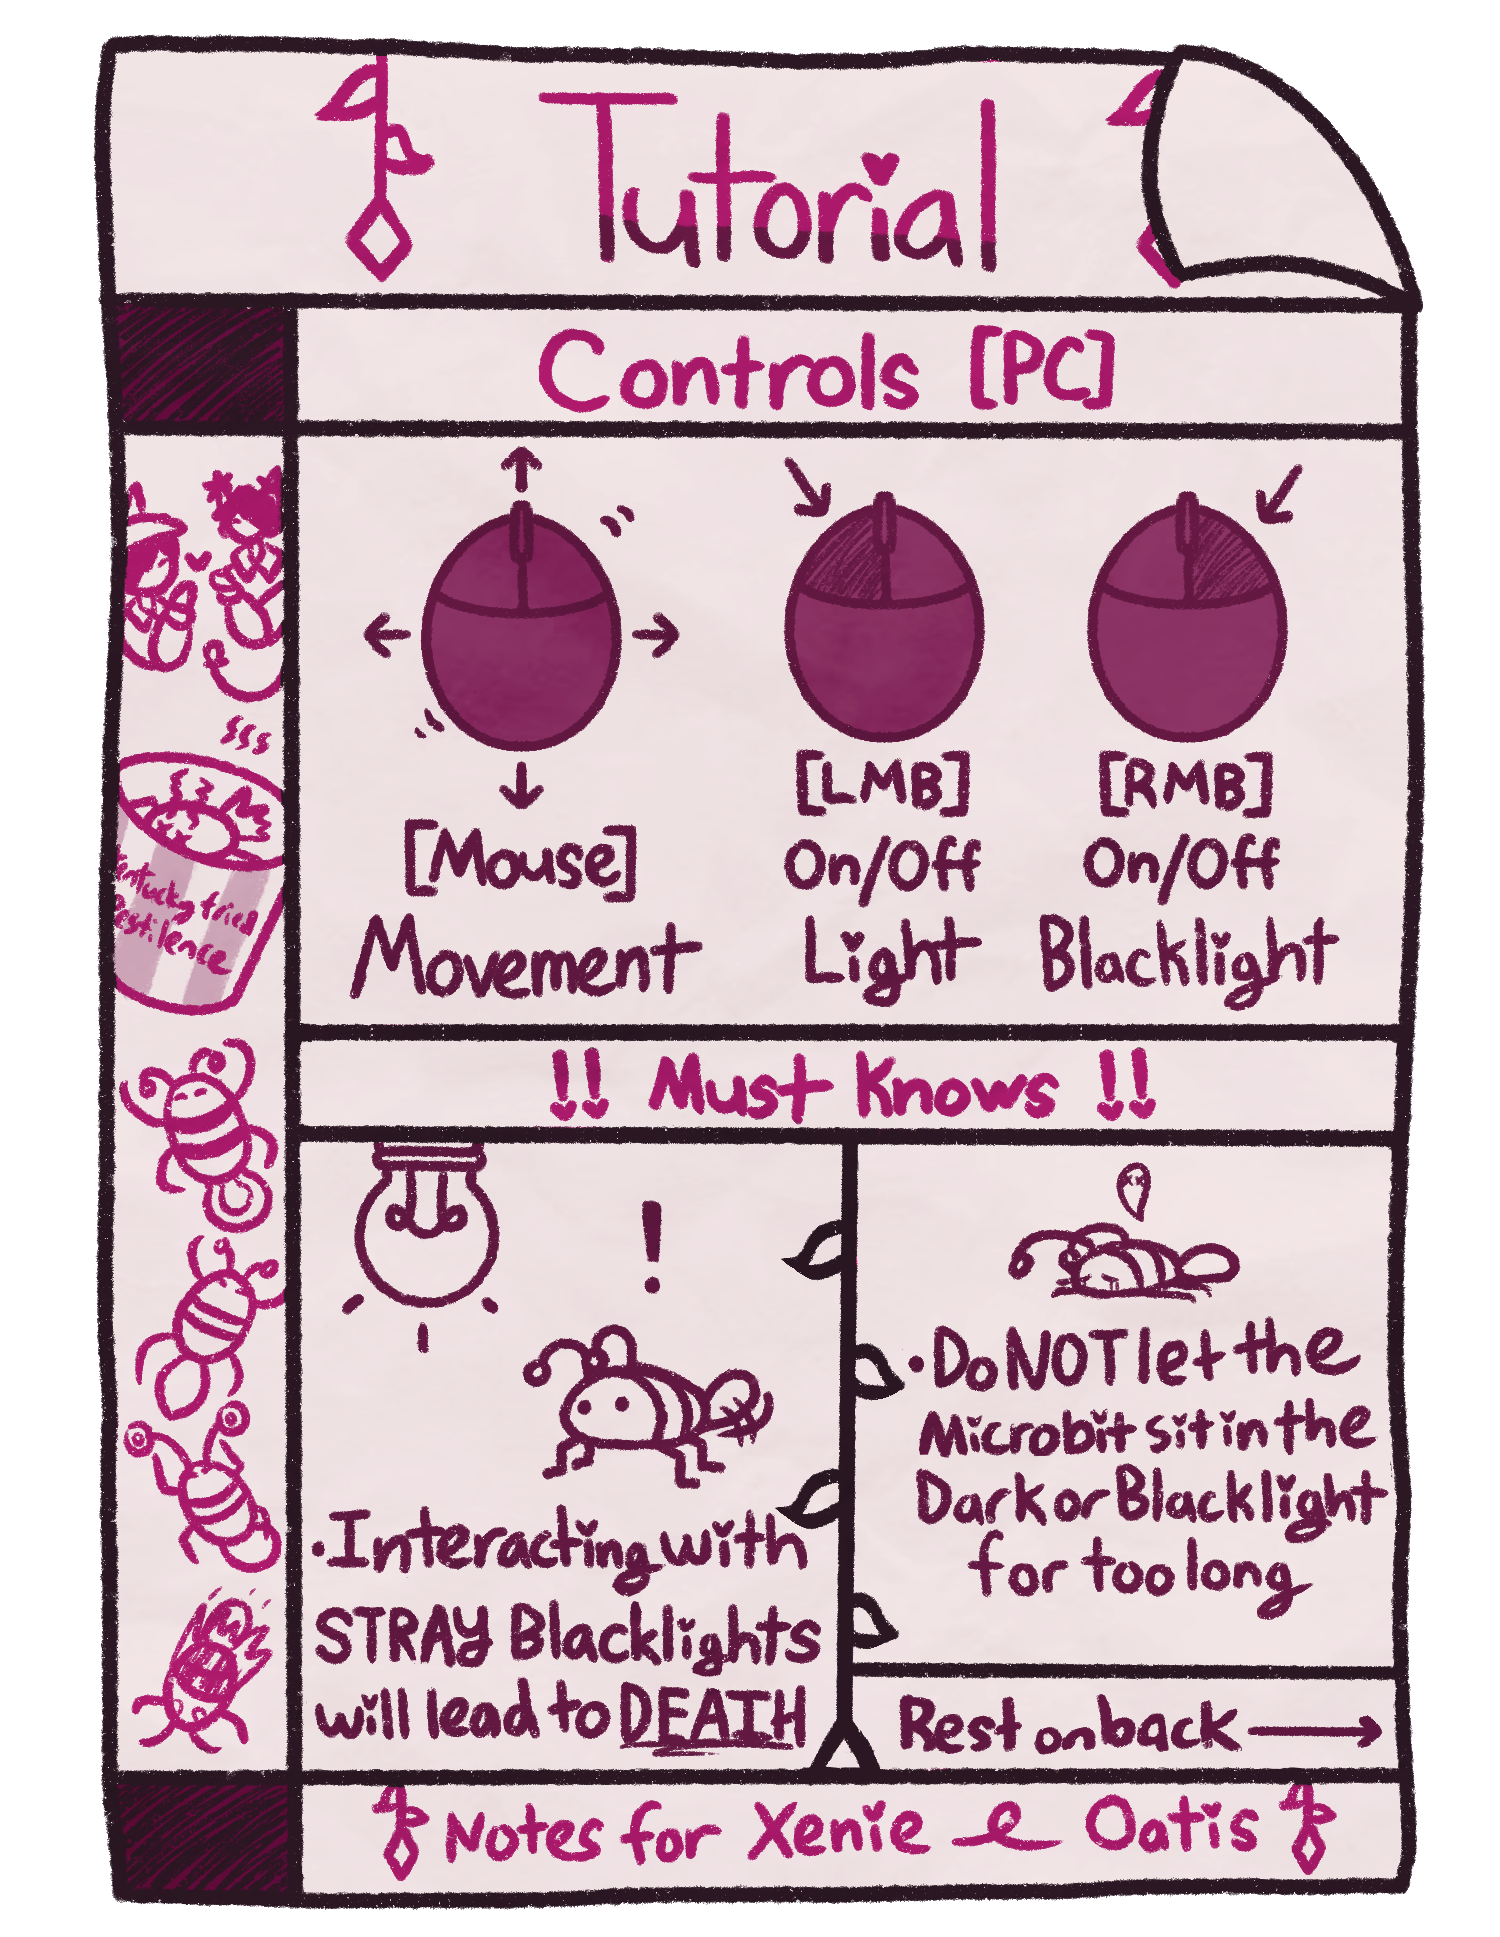 Tutorial
Controls [PC]
[Mouse]
Movement
[LMB]
On/Off
Light
[RMB]
On/Off
Blacklight
entucky fried
estilence
!! Must Knows !!
!
• Interacting with
STRAY Blacklights
will lead to DEATH
• Do NOT let the
Microbit sit in the
Dark or Blacklight
for too long
Rest on back →
Notes for Xenie & Oatis